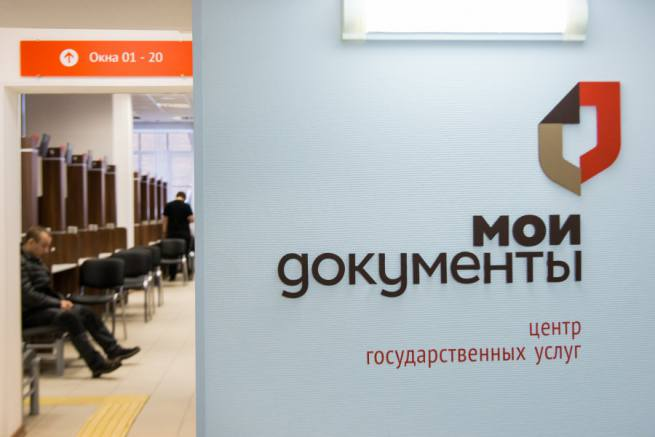 Окна 01 - 20
мои
документы
центр
государственных услуг